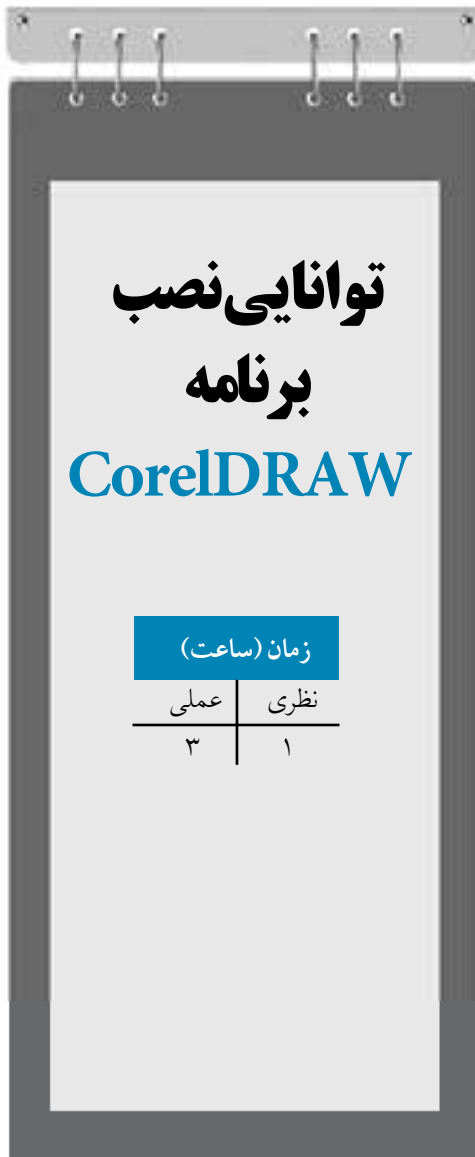 توانایی نصب
برنامه
CorelDRAW
زمان (ساعت)
نظری عملی
۱ ۳